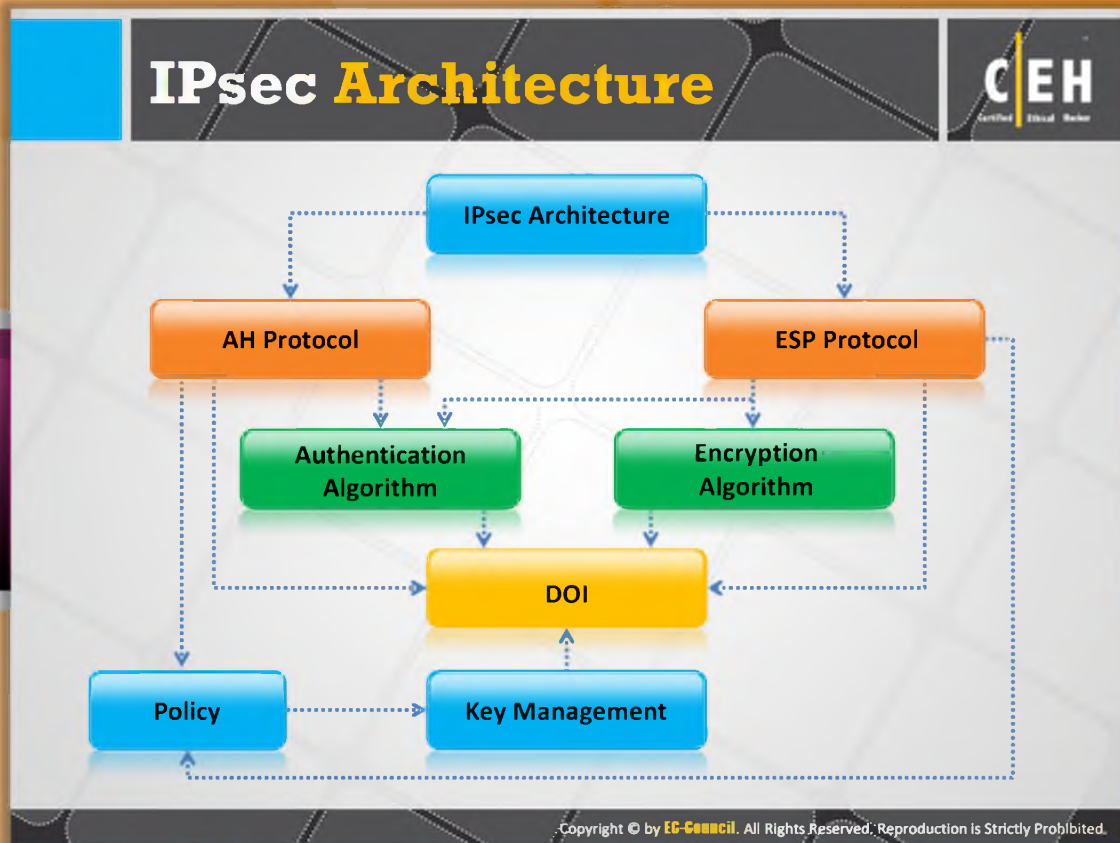 IPsec Architecture
CEH
Certified Ethical Hacker
IPsec Architecture
AH Protocol
ESP Protocol
Authentication
Algorithm
Encryption
Algorithm
DOI
Policy
Key Management
Copyright © by EC-Council. All Rights Reserved. Reproduction is Strictly Prohibited.